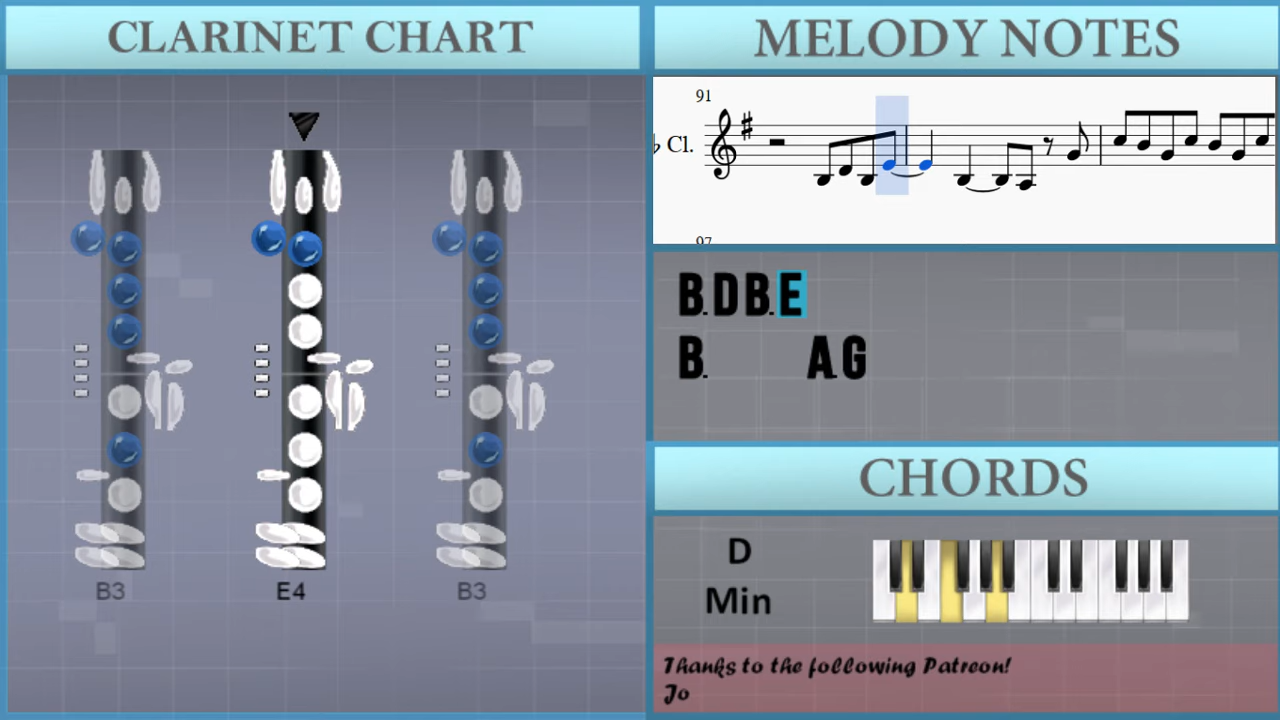 CLARINET CHART
B3
E4
B3
MELODY NOTES
91
♭ Cl.
97
B. D B. E
B. A. G
CHORDS
D
Min
Thanks to the following Patreon!
Jo